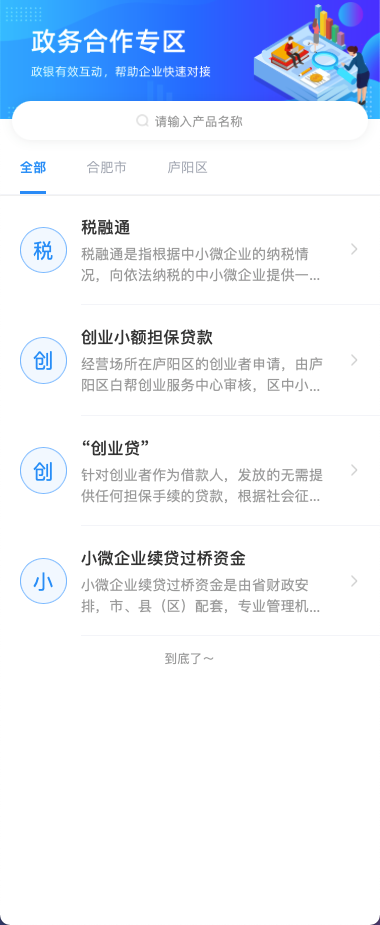 政务合作专区
政银有效互动，帮助企业快速对接
请输入产品名称
全部 合肥市 庐阳区
税
税融通
税融通是指根据中小微企业的纳税情
况，向依法纳税的中小微企业提供一...
创
创业小额担保贷款
经营场所在庐阳区的创业者申请，由庐
阳区白帮创业服务中心审核，区中小...
创
“创业贷”
针对创业者作为借款人，发放的无需提
供任何担保手续的贷款，根据社会征...
小
小微企业续贷过桥资金
小微企业续贷过桥资金是由省财政安
排，市、县（区）配套，专业管理机...
到底了～